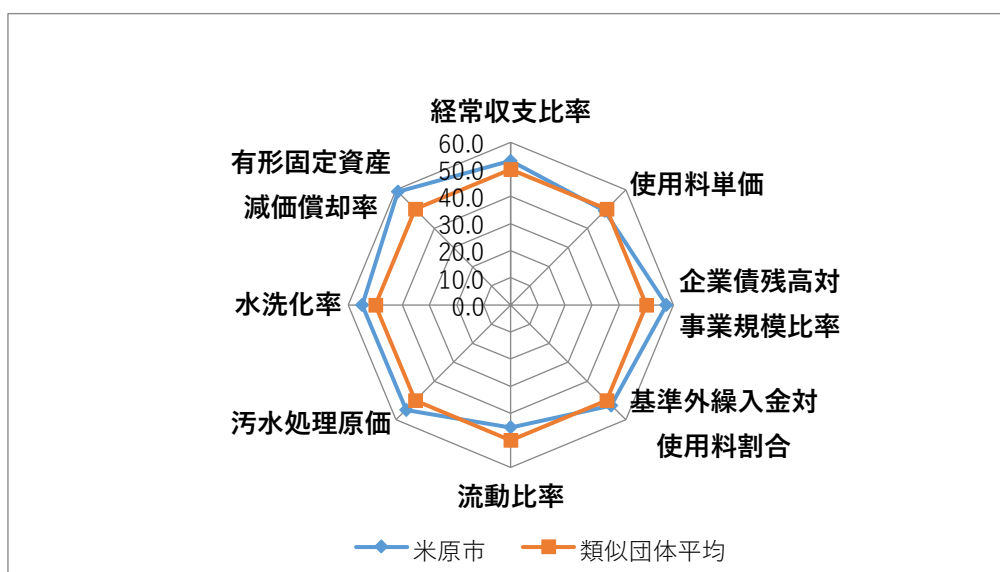 経常収支比率
60.0
50.0
40.0
30.0
20.0
10.0
0.0
使用料単価
企業債残高対
事業規模比率
基準外繰入金対
使用料割合
流動比率
汚水処理原価
水洗化率
有形固定資産
減価償却率
米原市
類似団体平均